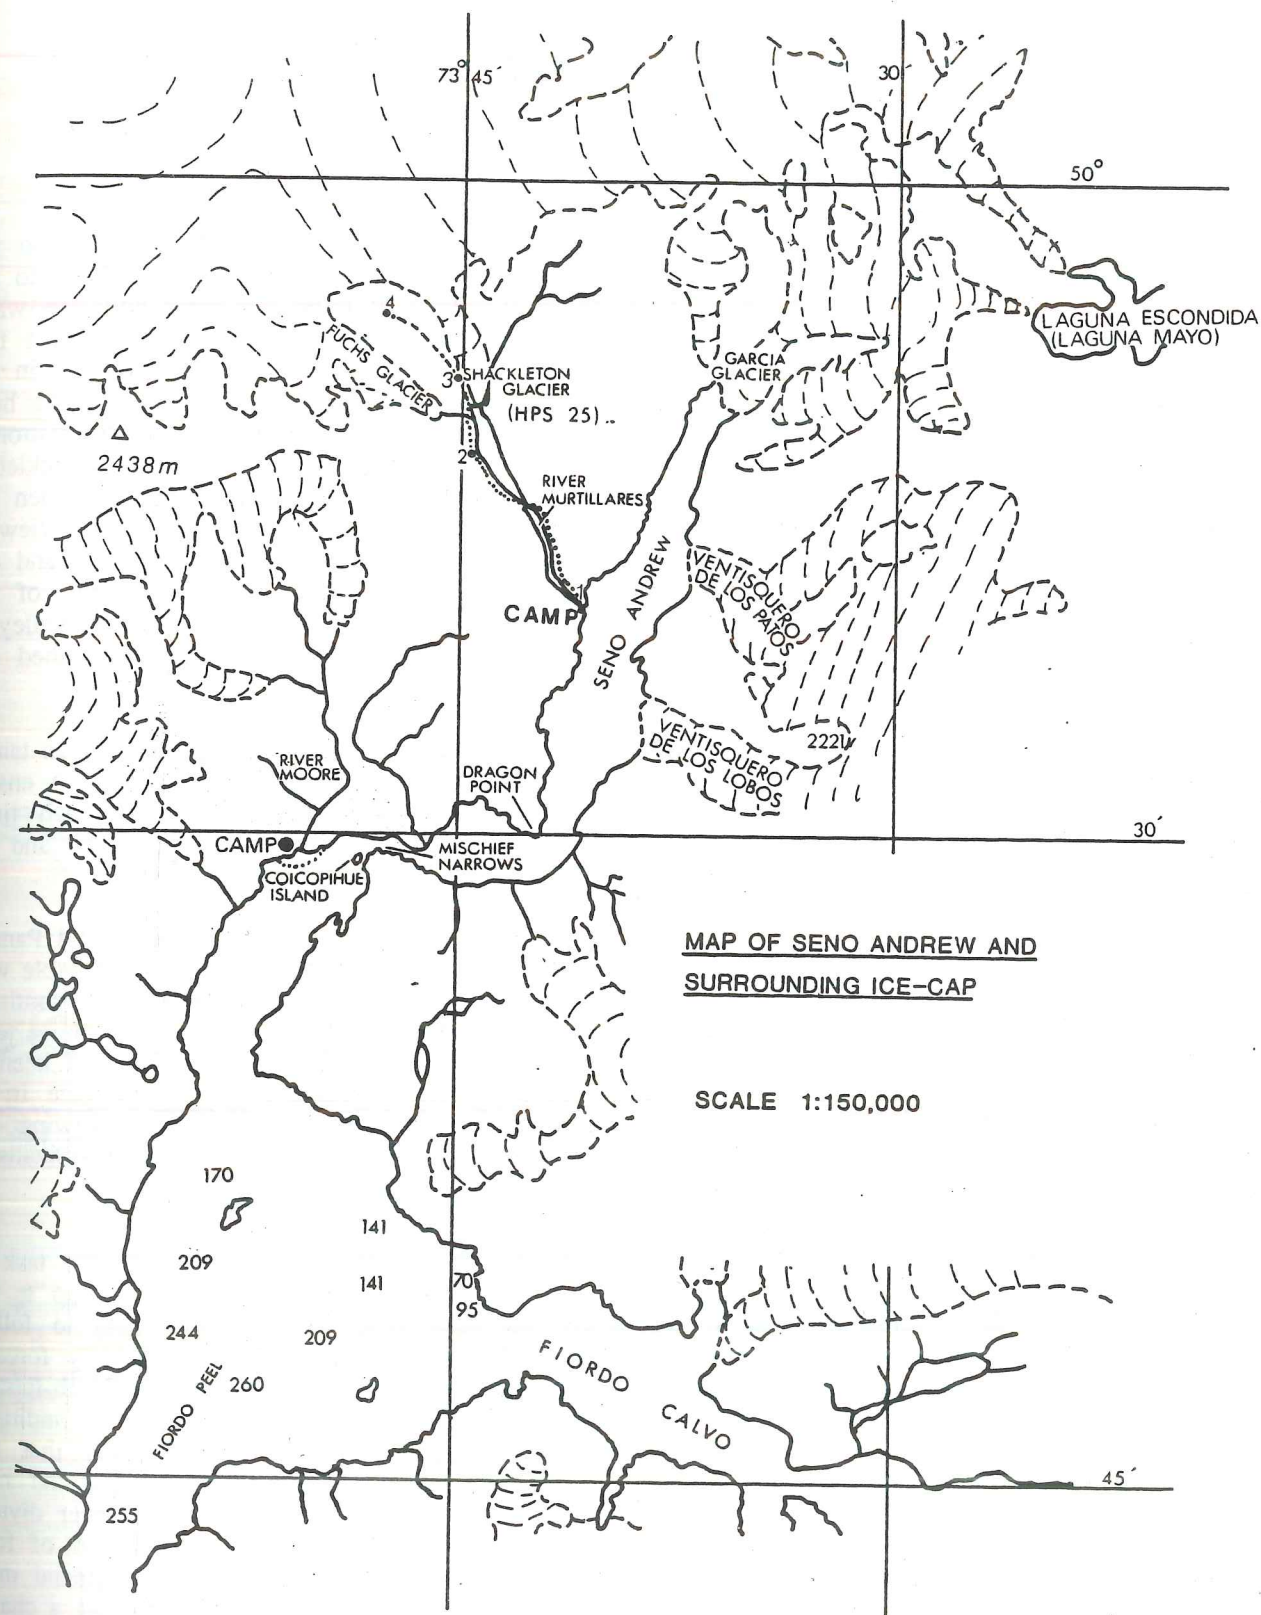 73° 45´
30´
50°
LAGUNA ESCONDIDA
(LAGUNA MAYO)
4
FUCHS GLACIER
3
SHACKLETON
GLACIER
(HPS 25)..
GARCIA
GLACIER
2438m
2
RIVER
MURTILLARES
1
CAMP
SENO ANDREW
VENTISQUERO
DE LOS PATOS
VENTISQUERO
DE LOS LOBOS
2221
RIVER
MOORE
DRAGON
POINT
30´
CAMP
MISCHIEF
NARROWS
COICOPIHUE
ISLAND
MAP OF SENO ANDREW AND
SURROUNDING ICE-CAP
SCALE 1:150,000
170
141
209
141
70
95
244
209
260
FIORDO PEEL
FIORDO
CALVO
45´
255